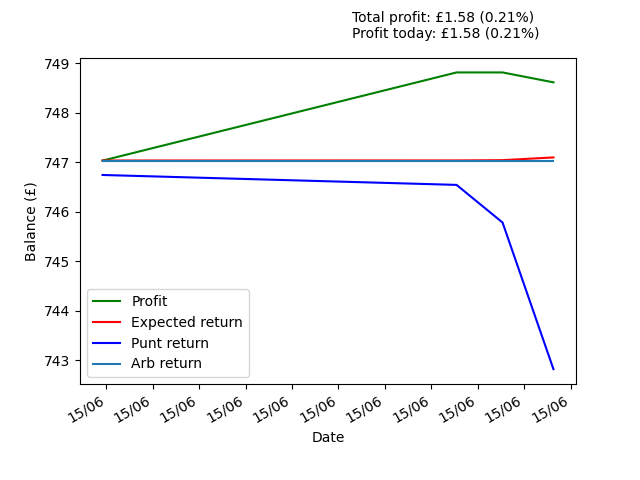 Total profit: £1.58 (0.21%)
Profit today: £1.58 (0.21%)
749
748
747
746
745
744
743
Balance (£)
Profit
Expected return
Punt return
Arb return
15/06 15/06 15/06 15/06 15/06 15/06 15/06 15/06 15/06 15/06 15/06
Date